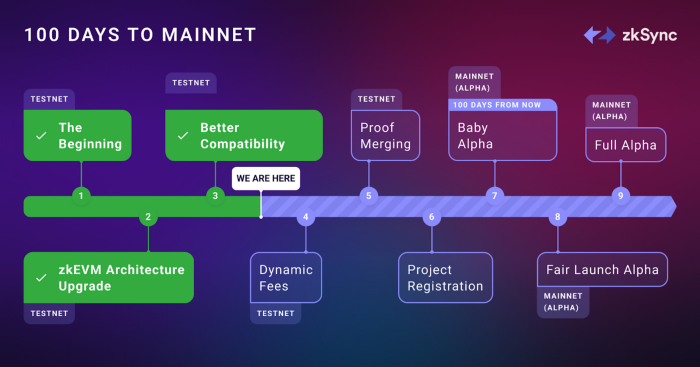 100 DAYS TO MAINNET
zkSync
TESTNET
The
Beginning
1
2
zkEVM Architecture
Upgrade
TESTNET
TESTNET
Better
Compatibility
3
WE ARE HERE
4
Dynamic
Fees
TESTNET
TESTNET
Proof
Merging
5
6
Project
Registration
MAINNET
(ALPHA)
100 DAYS FROM NOW
Baby
Alpha
7
8
Fair Launch Alpha
MAINNET
(ALPHA)
MAINNET
(ALPHA)
Full Alpha
9